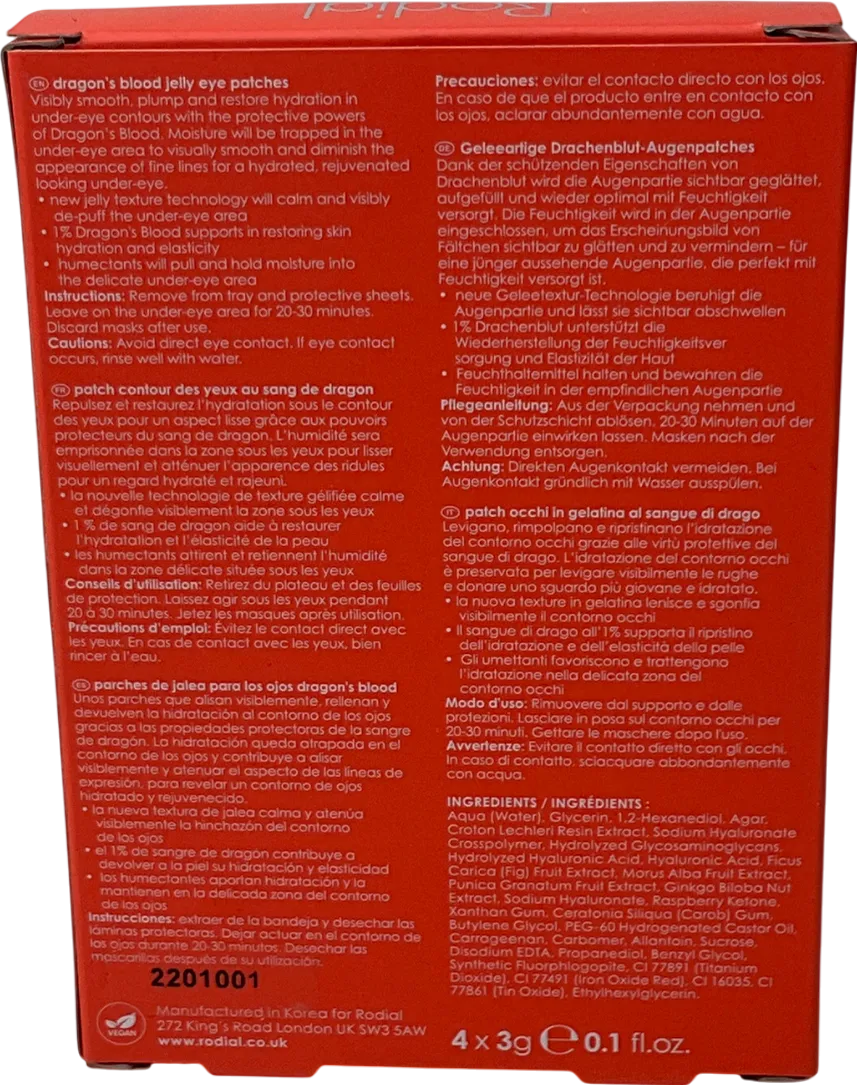 Rodial
EN dragon's blood jelly eye patches
Visibly smooth, plump and restore hydration in
under-eye contours with the protective powers
of Dragon's Blood. Moisture will be trapped in the
under-eye area to visually smooth and diminish the
appearance of fine lines for a hydrated, rejuvenated
looking under-eye.
• new jelly texture technology will calm and visibly
de-puff the under-eye area
• 1% Dragon's Blood supports in restoring skin
hydration and elasticity
• humectants will pull and hold moisture into
the delicate under-eye area
Instructions: Remove from tray and protective sheets.
Leave on the under-eye area for 20-30 minutes.
Discard masks after use.
Cautions: Avoid direct eye contact. If eye contact
occurs, rinse well with water.
FR patch contour des yeux au sang de dragon
Repulsez et restaurez l'hydratation sous le contour
des yeux pour un aspect lisse grâce aux pouvoirs
protecteurs du sang de dragon. L'humidité sera
emprisonnée dans la zone sous les yeux pour lisser
visuellement et atténuer l'apparence des ridules
pour un regard hydraté et rajeuni.
• la nouvelle technologie de texture gélifiée calme
et dégonfle visiblement la zone sous les yeux
• 1 % de sang de dragon aide à restaurer
l'hydratation et l'élasticité de la peau
• les humectants attirent et retiennent l'humidité
dans la zone délicate située sous les yeux
Conseils d'utilisation: Retirez du plateau et des feuilles
de protection. Laissez agir sous les yeux pendant
20 à 30 minutes. Jetez les masques après utilisation.
Précautions d'emploi: Évitez le contact direct avec
les yeux. En cas de contact avec les yeux, bien
rincer à l'eau.
ES parches de jalea para los ojos dragon's blood
Unos parches que alisan visiblemente, rellenan y
devuelven la hidratación al contorno de los ojos
gracias a las propiedades protectoras de la sangre
de dragón. La hidratación queda atrapada en el
contorno de los ojos y contribuye a alisar
visiblemente y atenuar el aspecto de las líneas de
expresión, para revelar un contorno de ojos
hidratado y rejuvenecido.
• la nueva textura de jalea calma y atenúa
visiblemente la hinchazón del contorno
de los ojos
• el 1% de sangre de dragón contribuye a
devolver a la piel su hidratación y elasticidad
• los humectantes aportan hidratación y la
mantienen en la delicada zona del contorno
de los ojos
Instrucciones: extraer de la bandeja y desechar las
láminas protectoras. Dejar actuar en el contorno de
los ojos durante 20-30 minutos. Desechar las
mascarillas después de su utilización.
2201001
VEGAN
Manufactured in Korea for Rodial
272 King's Road London UK SW3 5AW
www.rodial.co.uk
Precauciones: evitar el contacto directo con los ojos.
En caso de que el producto entre en contacto con
los ojos, aclarar abundantemente con agua.
DE Geleeartige Drachenblut-Augenpatches
Dank der schützenden Eigenschaften von
Drachenblut wird die Augenpartie sichtbar geglättet,
aufgefüllt und wieder optimal mit Feuchtigkeit
versorgt. Die Feuchtigkeit wird in der Augenpartie
eingeschlossen, um das Erscheinungsbild von
Fältchen sichtbar zu glätten und zu vermindern – für
eine jünger aussehende Augenpartie, die perfekt mit
Feuchtigkeit versorgt ist.
• neue Geleetextur-Technologie beruhigt die
Augenpartie und lässt sie sichtbar abschwellen
• 1% Drachenblut unterstützt die
Wiederherstellung der Feuchtigkeitsver
sorgung und Elastizität der Haut
• Feuchthaltemittel halten und bewahren die
Feuchtigkeit in der empfindlichen Augenpartie
Pflegeanleitung: Aus der Verpackung nehmen und
von der Schutzschicht ablösen. 20-30 Minuten auf der
Augenpartie einwirken lassen. Masken nach der
Verwendung entsorgen.
Achtung: Direkten Augenkontakt vermeiden. Bei
Augenkontakt gründlich mit Wasser ausspülen.
IT patch occhi in gelatina al sangue di drago
Levigano, rimpolpano e ripristinano l'idratazione
del contorno occhi grazie alle virtù protettive del
sangue di drago. L'idratazione del contorno occhi
è preservata per levigare visibilmente le rughe
e donare uno sguardo più giovane e idratato.
• la nuova texture in gelatina lenisce e sgonfia
visibilmente il contorno occhi
• Il sangue di drago all'1% supporta il ripristino
dell'idratazione e dell'elasticità della pelle
• Gli umettanti favoriscono e trattengono
l'idratazione nella delicata zona del
contorno occhi
Modo d'uso: Rimuovere dal supporto e dalle
protezioni. Lasciare in posa sul contorno occhi per
20-30 minuti. Gettare le maschere dopo l'uso.
Avvertenze: Evitare il contatto diretto con gli occhi.
In caso di contatto, sciacquare abbondantemente
con acqua.
INGREDIENTS / INGRÉDIENTS :
Aqua (Water), Glycerin, 1,2-Hexanediol, Agar,
Croton Lechleri Resin Extract, Sodium Hyaluronate
Crosspolymer, Hydrolyzed Glycosaminoglycans,
Hydrolyzed Hyaluronic Acid, Hyaluronic Acid, Ficus
Carica (Fig) Fruit Extract, Morus Alba Fruit Extract,
Punica Granatum Fruit Extract, Ginkgo Biloba Nut
Extract, Sodium Hyaluronate, Raspberry Ketone,
Xanthan Gum, Ceratonia Siliqua (Carob) Gum,
Butylene Glycol, PEG-60 Hydrogenated Castor Oil,
Carrageenan, Carbomer, Allantoin, Sucrose,
Disodium EDTA, Propanediol, Benzyl Glycol,
Synthetic Fluorphlogopite, CI 77891 (Titanium
Dioxide), CI 77491 (Iron Oxide Red), CI 16035, CI
77861 (Tin Oxide), Ethylhexylglycerin.
4 x 3g ℮ 0.1 fl.oz.